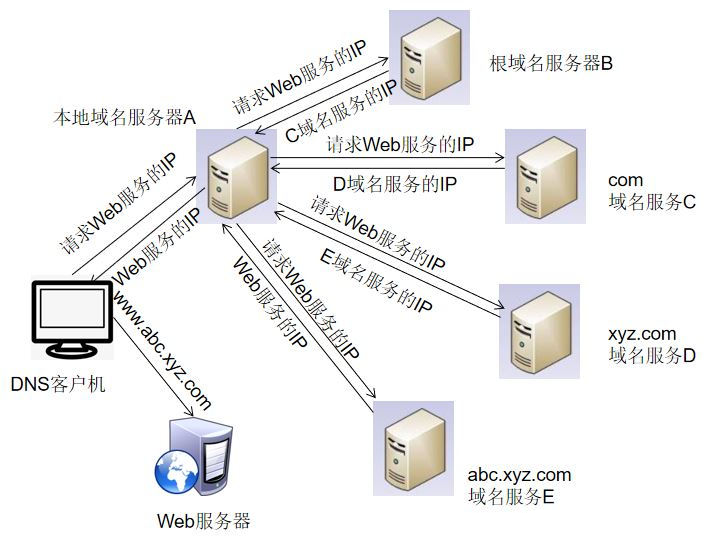 请求Web服务的IP
根域名服务器B
C域名服务的IP
本地域名服务器A
请求Web服务的IP
D域名服务的IP
com
域名服务C
请求Web服务的IP
Web服务的IP
请求Web服务的IP
E域名服务的IP
请求Web服务的IP
Web服务的IP
xyz.com
域名服务D
DNS客户机
www.abc.xyz.com
abc.xyz.com
域名服务E
Web服务器